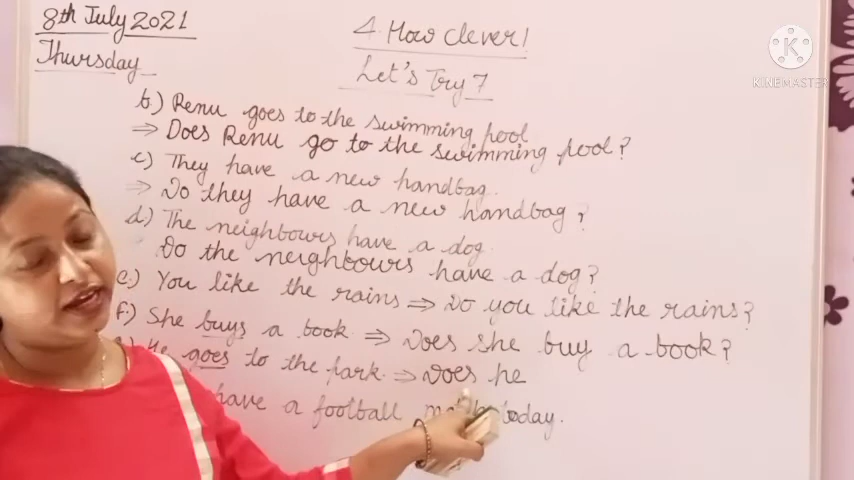 8th July 2021
Thursday
4. How clever!
Let's Try 7
KINEMASTER
b.) Renu goes to the swimming pool
⇒ Does Renu go to the swimming pool?
c.) They have a new handbag.
⇒ Do they have a new handbag?
d.) The neighbours have a dog.
Do the neighbours have a dog?
e.) You like the rains ⇒ Do you like the rains?
f.) She buys a book ⇒ Does she buy a book?
He goes to the park. ⇒ Does he
have a football today.